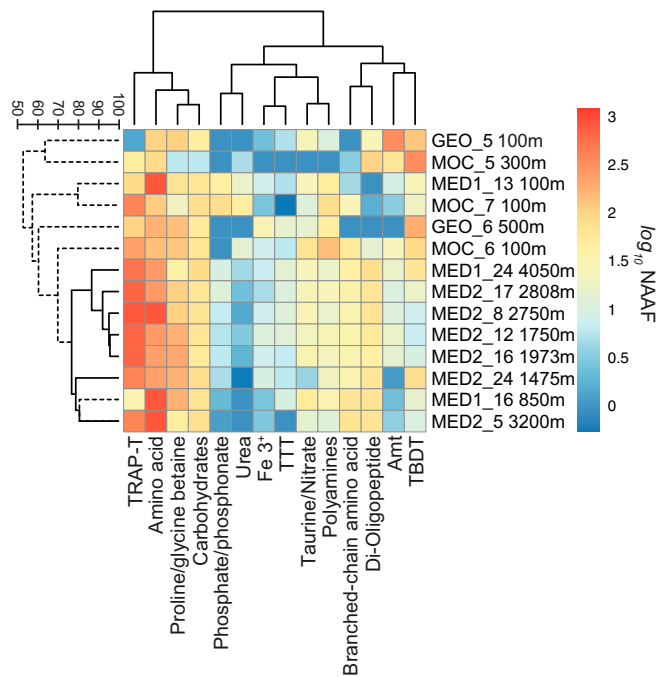 50 60 70 80 90 100
GEO_5 100m
MOC_5 300m
MED1_13 100m
MOC_7 100m
GEO_6 500m
MOC_6 100m
MED1_24 4050m
MED2_17 2808m
MED2_8 2750m
MED2_12 1750m
MED2_16 1973m
MED2_24 1475m
MED1_16 850m
MED2_5 3200m
TRAP-T
Amino acid
Proline/glycine betaine
Carbohydrates
Phosphate/phosphonate
Urea
Fe 3⁺
TTT
Taurine/Nitrate
Polyamines
Branched-chain amino acid
Di-Oligopeptide
Amt
TBDT
3
2.5
2
1.5
1
0.5
0
log₁₀ NAAF